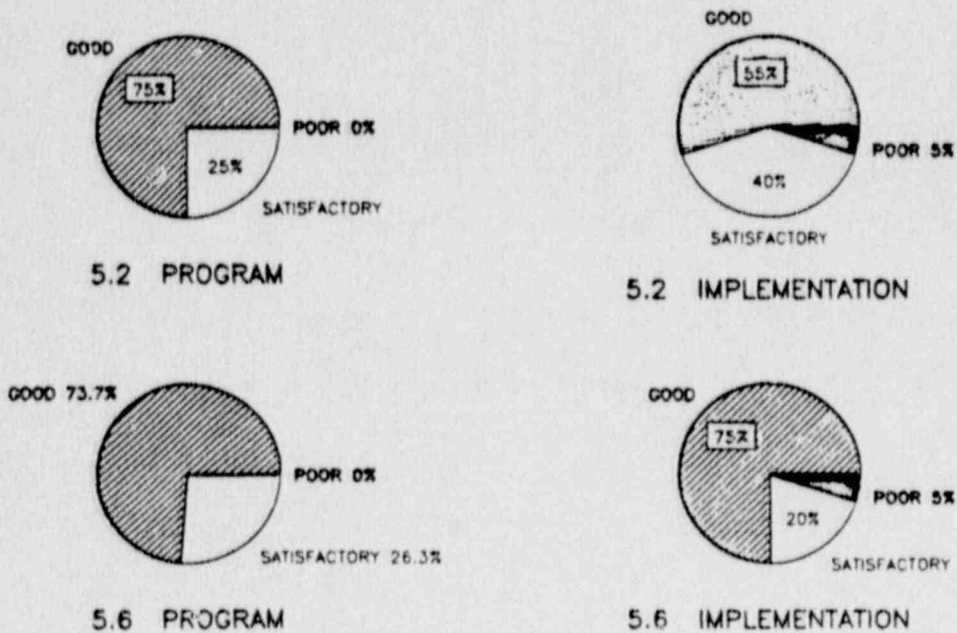 GOOD
75%
POOR 0%
25%
SATISFACTORY
5.2 PROGRAM
GOOD
55%
POOR 5%
40%
SATISFACTORY
5.2 IMPLEMENTATION
GOOD 73.7%
POOR 0%
SATISFACTORY 26.3%
5.6 PROGRAM
GOOD
75%
POOR 5%
20%
SATISFACTORY
5.6 IMPLEMENTATION